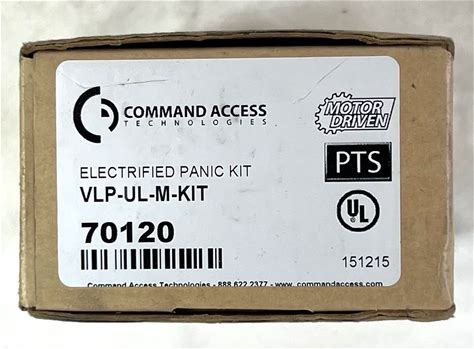 COMMAND ACCESS
TECHNOLOGIES
MOTOR
DRIVEN
ELECTRIFIED PANIC KIT
VLP-UL-M-KIT
PTS
70120
UL
151215
Command Access Technologies - 888.622.2377 - www.commandaccess.com